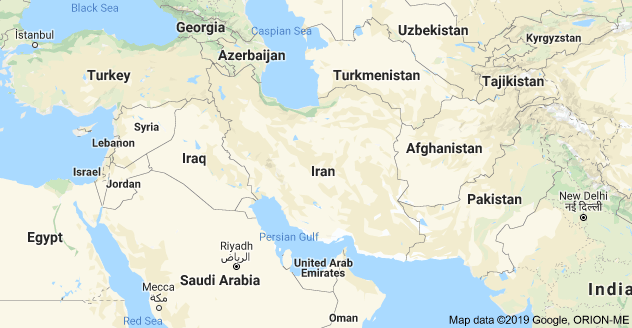 Black Sea
Caspian Sea
Georgia
Uzbekistan
İstanbul
Kyrgyzstan
Azerbaijan
Turkey
Turkmenistan
Tajikistan
Syria
Lebanon
Iraq
Afghanistan
Israel
Iran
Jordan
Pakistan
New Delhi
नई दिल्ली
Egypt
Persian Gulf
Riyadh
الرياض
United Arab
Emirates
Saudi Arabia
Mecca
مكة
India
Red Sea
Oman
Map data ©2019 Google, ORION-ME